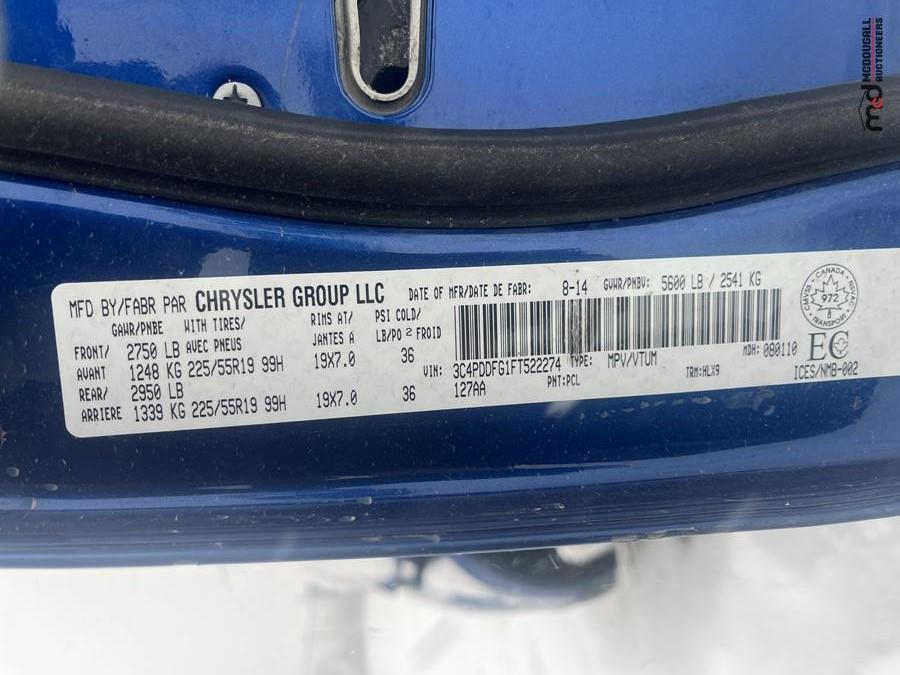 MCDOUGALL
AUCTIONEERS
MFD BY/FABR PAR CHRYSLER GROUP LLC DATE OF MFR/DATE DE FABR: 8-14 GVWR/PNBV: 5600 LB / 2541 KG
GAWR/PNBE WITH TIRES/ RIMS AT/ PSI COLD/
AVEC PNEUS JANTES A LB/PO² FROID
FRONT/ 2750 LB
AVANT 1248 KG 225/55R19 99H 19X7.0 36
REAR/ 2950 LB
ARRIERE 1339 KG 225/55R19 99H 19X7.0 36
VIN: 3C4PDDFG1FT522274 TYPE: MPV/VTUM MDH: 080110
127AA PNT:PCL TRM:HLX9
CMVSS · CANADA · NVSAC
972
8
TRANSPORT
EC
ICES/NMB-002